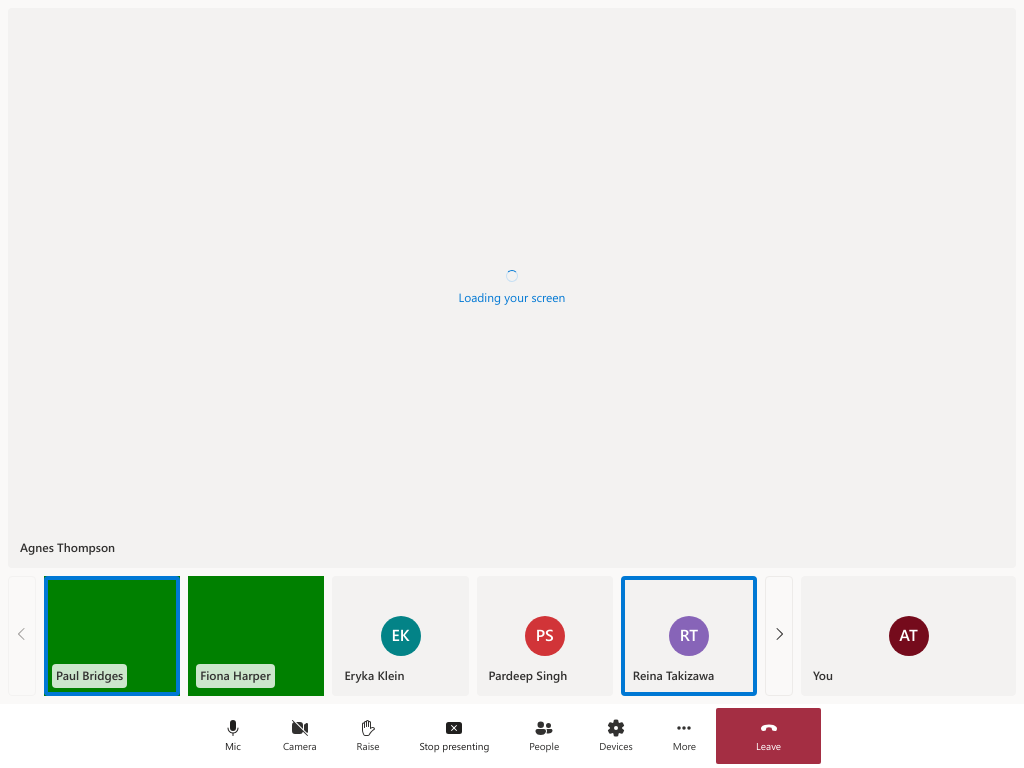 Loading your screen
Agnes Thompson
Paul Bridges
Fiona Harper
EK
Eryka Klein
PS
Pardeep Singh
RT
Reina Takizawa
AT
You
Mic
Camera
Raise
Stop presenting
People
Devices
More
Leave